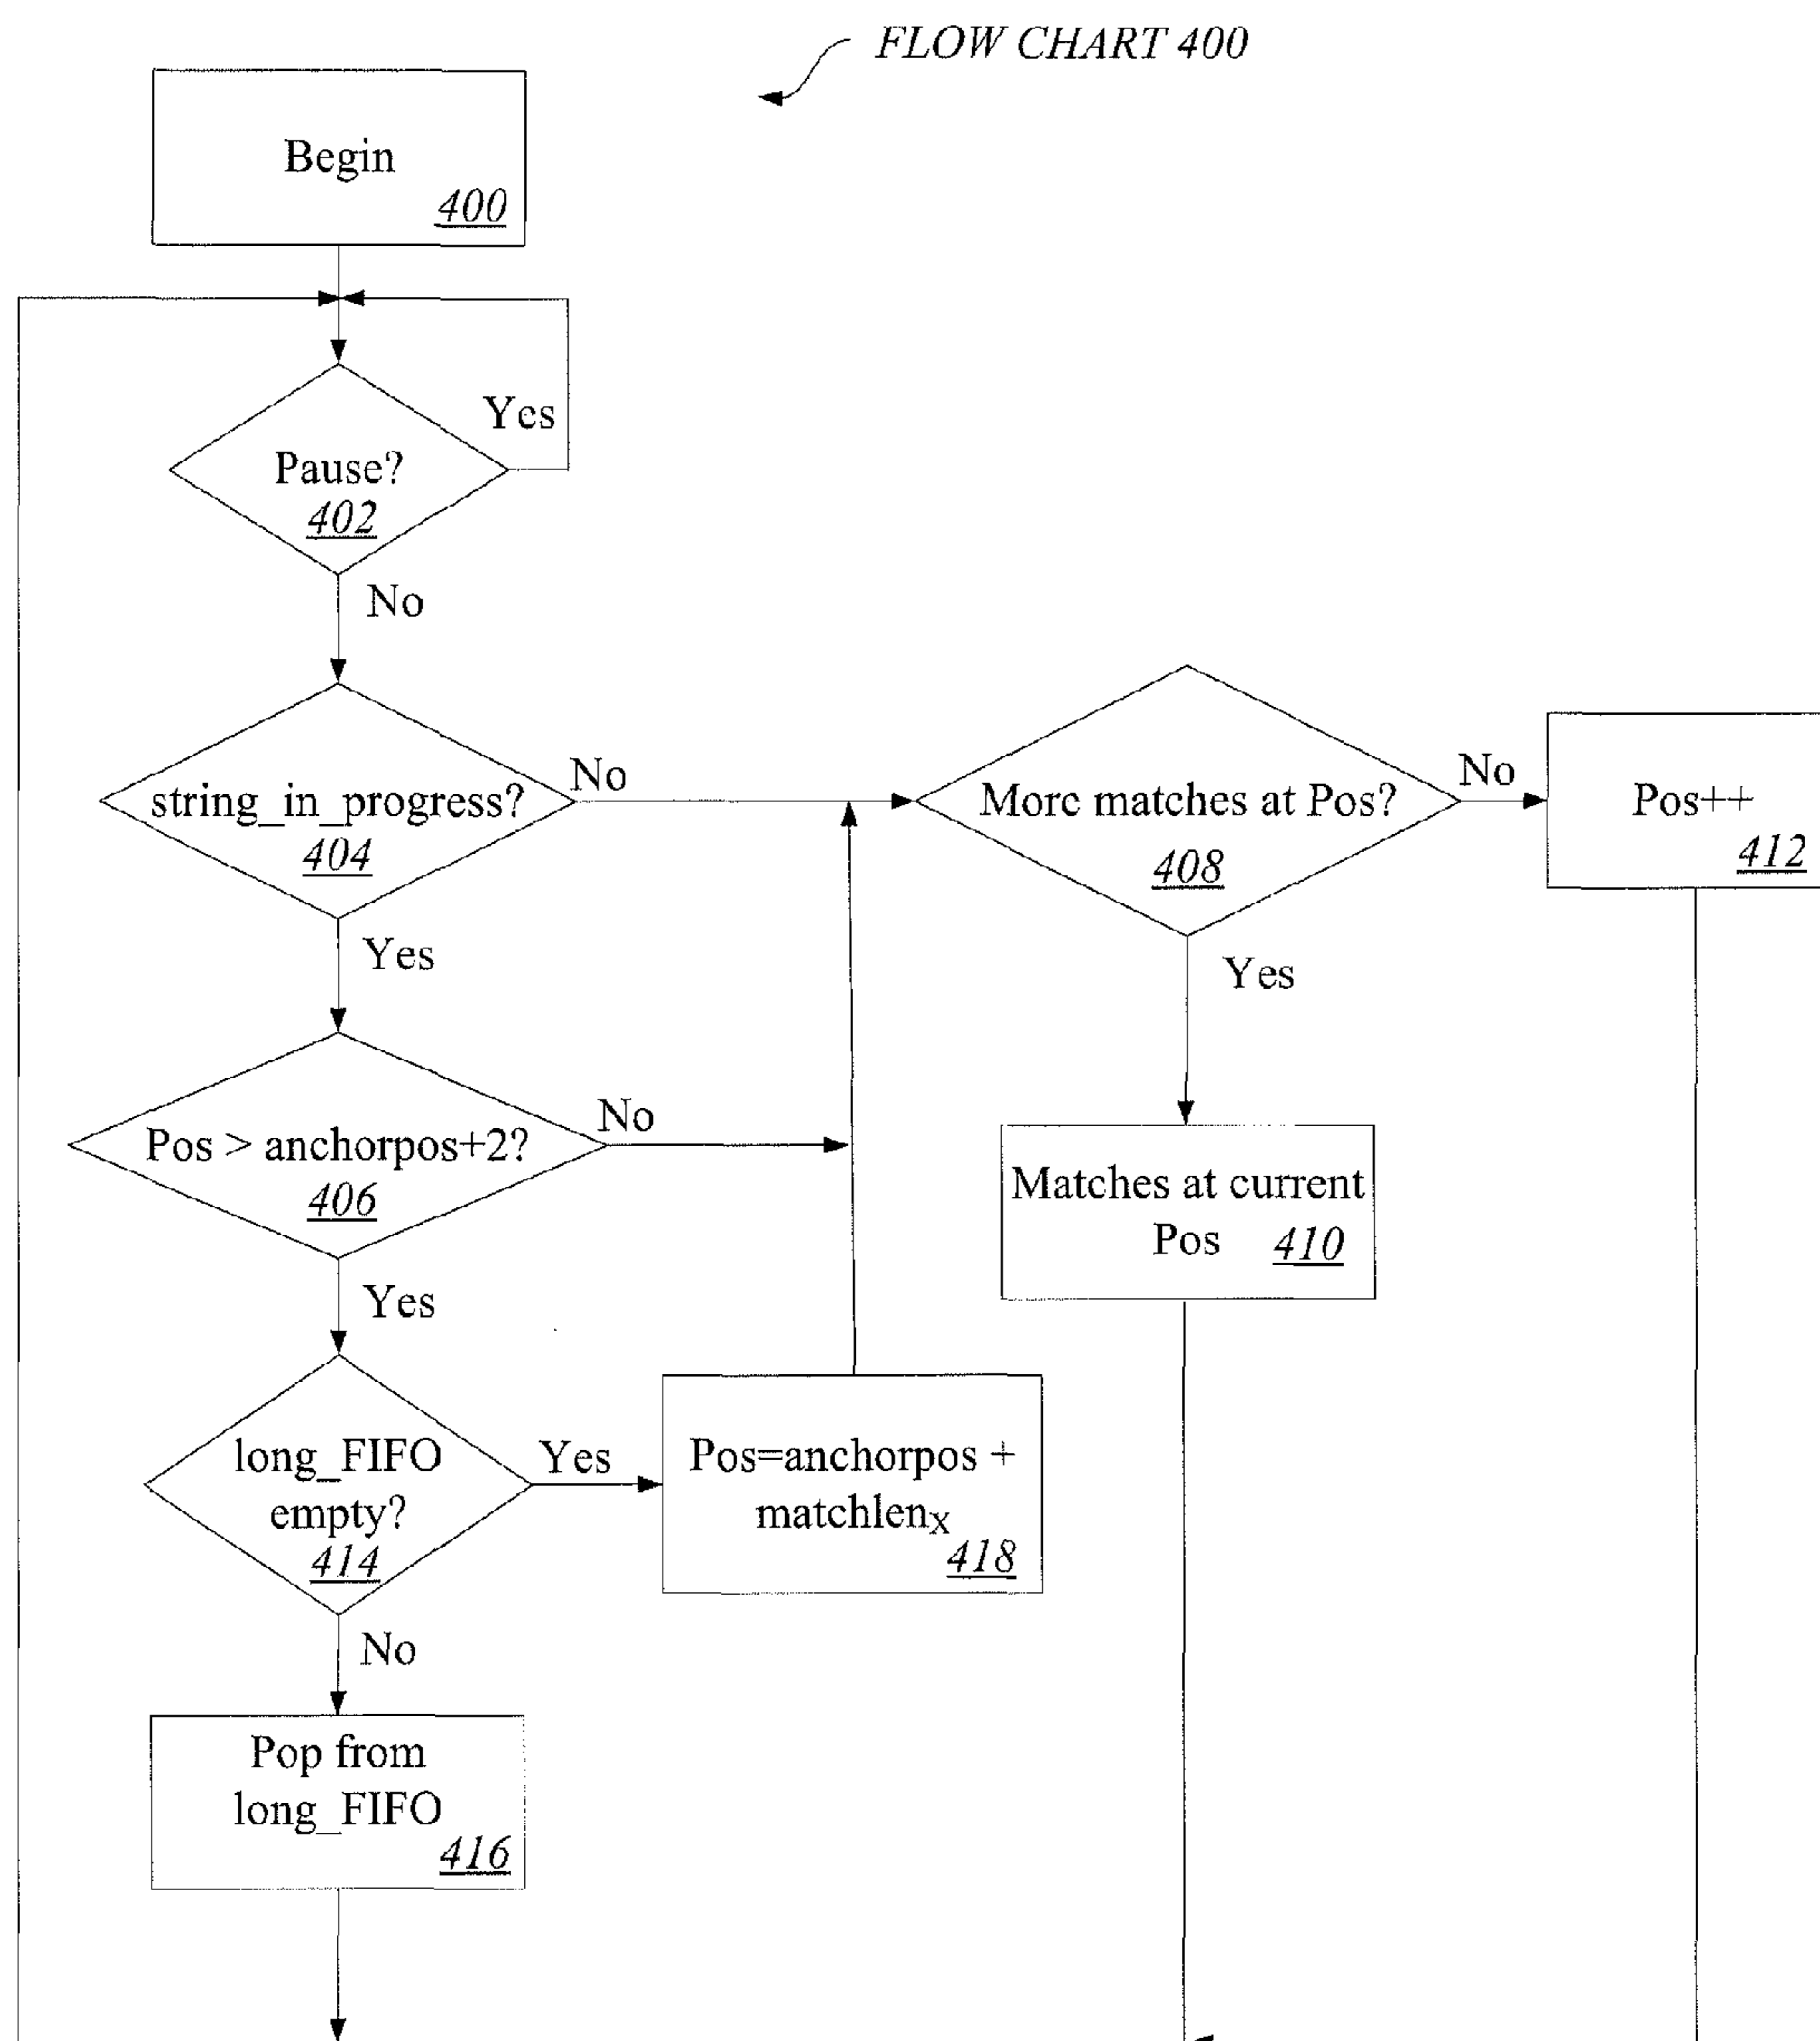 FLOW CHART 400
Begin
400
Yes
Pause?
402
No
string_in_progress?
404
No
More matches at Pos?
408
No
Pos++
412
Yes
Yes
Pos > anchorpos+2?
406
No
Matches at current
Pos 410
Yes
long_FIFO
empty?
414
Yes
Pos=anchorpos +
matchlenX
418
No
Pop from
long_FIFO
416